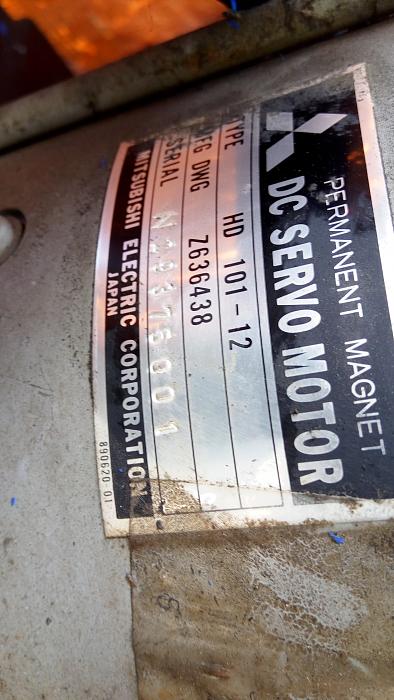 PERMANENT MAGNET
DC SERVO MOTOR
TYPE HD 101-12
MFG DWG Z636438
SERIAL N29375001
MITSUBISHI ELECTRIC CORPORATION
JAPAN
890620 01